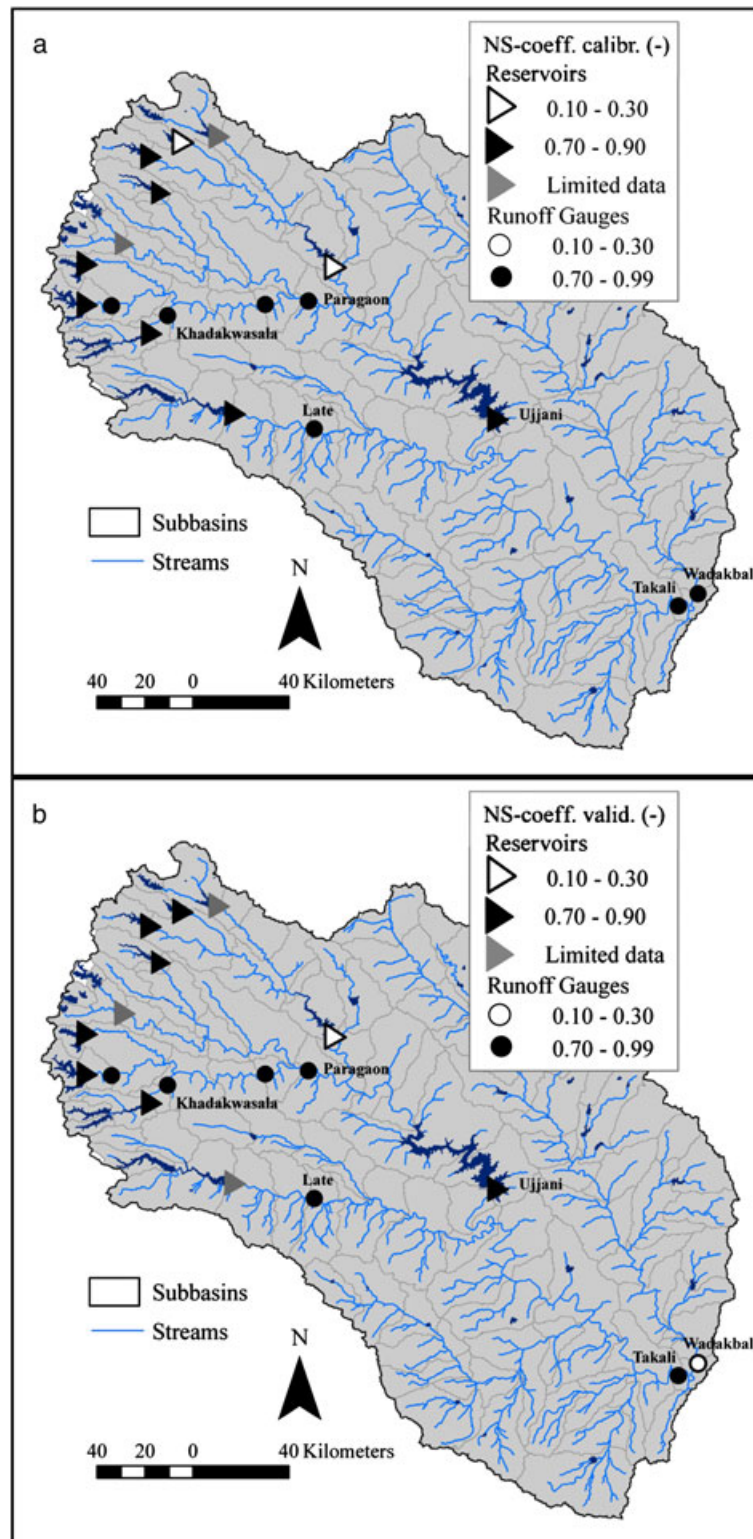 a
NS-coeff. calibr. (-)
Reservoirs
0.10 - 0.30
0.70 - 0.90
Limited data
Runoff Gauges
0.10 - 0.30
0.70 - 0.99
Paragaon
Khadakwasala
Ujjani
Late
Subbasins
Streams
N
Wadakbal
Takali
40 20 0 40 Kilometers
b
NS-coeff. valid. (-)
Reservoirs
0.10 - 0.30
0.70 - 0.90
Limited data
Runoff Gauges
0.10 - 0.30
0.70 - 0.99
Paragaon
Khadakwasala
Ujjani
Late
Subbasins
Streams
N
Wadakbal
Takali
40 20 0 40 Kilometers